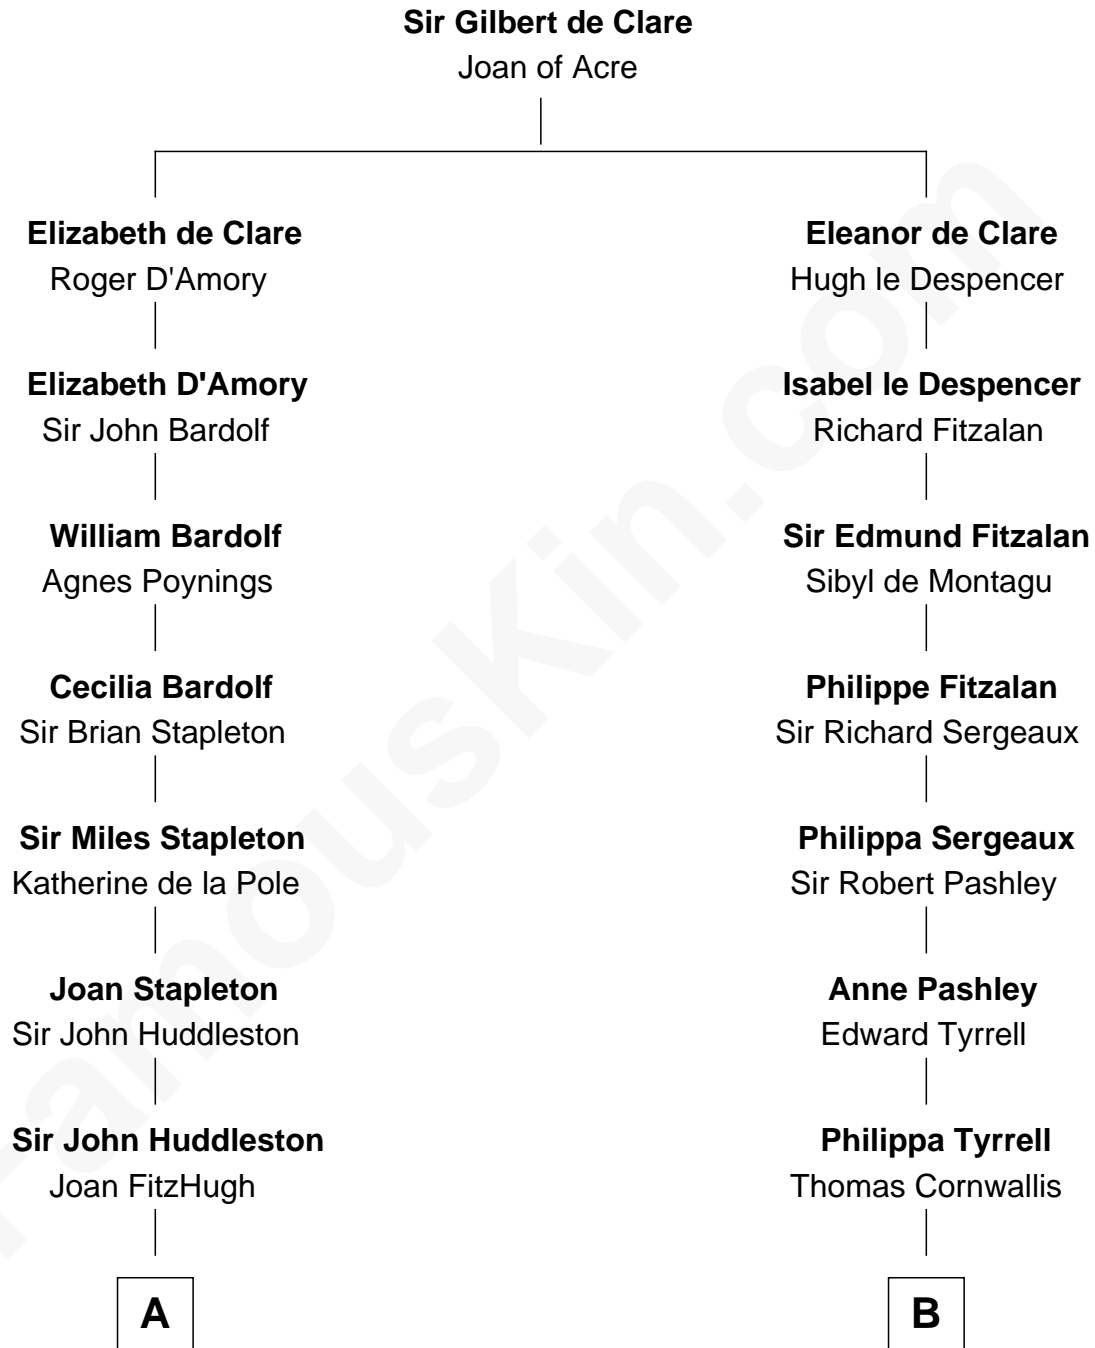 Sir Gilbert de Clare
Joan of Acre
Elizabeth de Clare
Roger D'Amory
Eleanor de Clare
Hugh le Despencer
Elizabeth D'Amory
Sir John Bardolf
Isabel le Despencer
Richard Fitzalan
William Bardolf
Agnes Poynings
Sir Edmund Fitzalan
Sibyl de Montagu
Cecilia Bardolf
Sir Brian Stapleton
Philippe Fitzalan
Sir Richard Sergeaux
Sir Miles Stapleton
Katherine de la Pole
Philippa Sergeaux
Sir Robert Pashley
Joan Stapleton
Sir John Huddleston
Anne Pashley
Edward Tyrrell
Sir John Huddleston
Joan FitzHugh
Philippa Tyrrell
Thomas Cornwallis
A
B
FamousKin.com